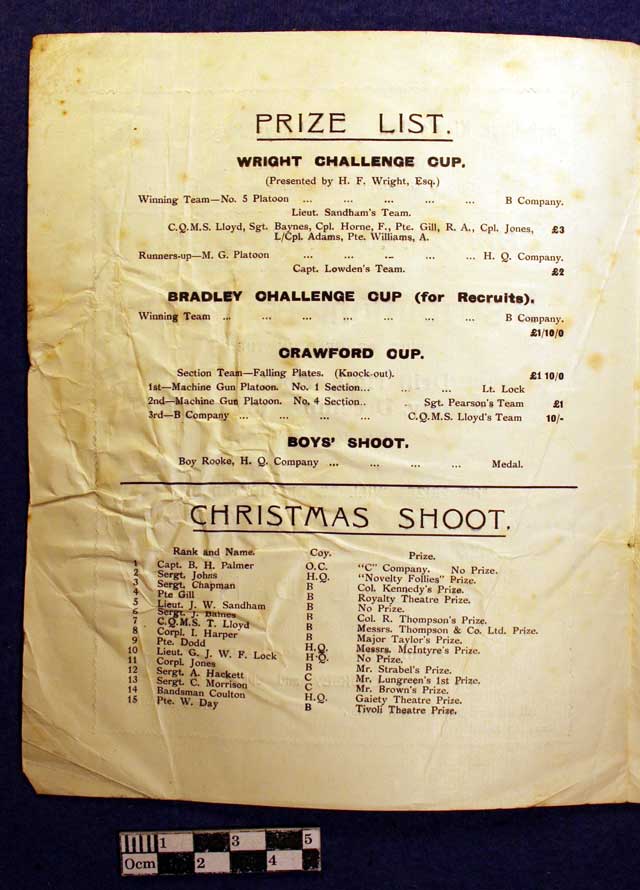 PRIZE LIST.
WRIGHT CHALLENGE CUP.
(Presented by H. F. Wright, Esq.)
Winning Team—No. 5 Platoon ... ... ... ... ... B Company.
Lieut. Sandham's Team.
C.Q.M.S. Lloyd, Sgt. Baynes, Cpl. Horne, F., Pte. Gill, R. A., Cpl. Jones, £3
L/Cpl. Adams, Pte. Williams, A.
Runners-up—M. G. Platoon ... ... ... ... ... H. Q. Company.
Capt. Lowden's Team. £2
BRADLEY CHALLENGE CUP (for Recruits).
Winning Team ... ... ... ... ... ... ... B Company.
£1/10/0
CRAWFORD CUP.
Section Team—Falling Plates. (Knock-out). £1 10/0
1st—Machine Gun Platoon. No. 1 Section... ... ... Lt. Lock
2nd—Machine Gun Platoon. No. 4 Section.. .. Sgt. Pearson's Team £1
3rd—B Company ... ... ... ... C.Q.M.S. Lloyd's Team 10/-
BOYS' SHOOT.
Boy Rooke, H. Q. Company ... ... ... ... Medal.
CHRISTMAS SHOOT.
Rank and Name. Coy. Prize.
1 Capt. B. H. Palmer O.C. "C" Company. No Prize.
2 Sergt. Johns H.Q. "Novelty Follies" Prize.
3 Sergt. Chapman B Col. Kennedy's Prize.
4 Pte Gill B Royalty Theatre Prize.
5 Lieut. J. W. Sandham B No Prize.
6 Sergt. J. Baines B Col. R. Thompson's Prize.
7 C.Q.M.S. T. Lloyd B Messrs. Thompson & Co. Ltd. Prize.
8 Corpl. I. Harper B Major Taylor's Prize.
9 Pte. Dodd H.Q. Messrs. McIntyre's Prize.
10 Lieut. G. J. W. F. Lock H.Q. No Prize.
11 Corpl. Jones B Mr. Strabel's Prize.
12 Sergt. A. Hackett C Mr. Lungreen's 1st Prize.
13 Sergt. C. Morrison C Mr. Brown's Prize.
14 Bandsman Coulton H.Q. Gaiety Theatre Prize.
15 Pte. W. Day B Tivoli Theatre Prize.
1 3 5
0cm 2 4